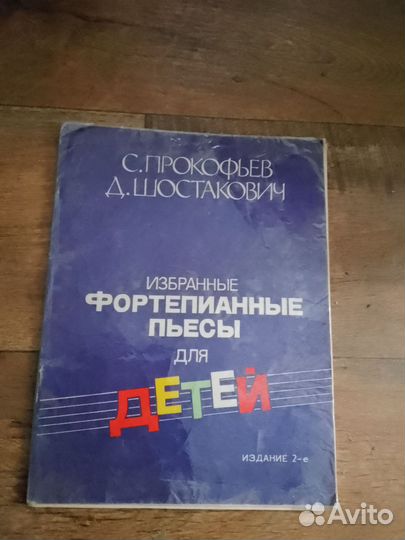 С. ПРОКОФЬЕВ
Д. ШОСТАКОВИЧ
ИЗБРАННЫЕ
ФОРТЕПИАННЫЕ
ПЬЕСЫ
ДЛЯ
ДЕТЕЙ
ИЗДАНИЕ 2-е
Avito